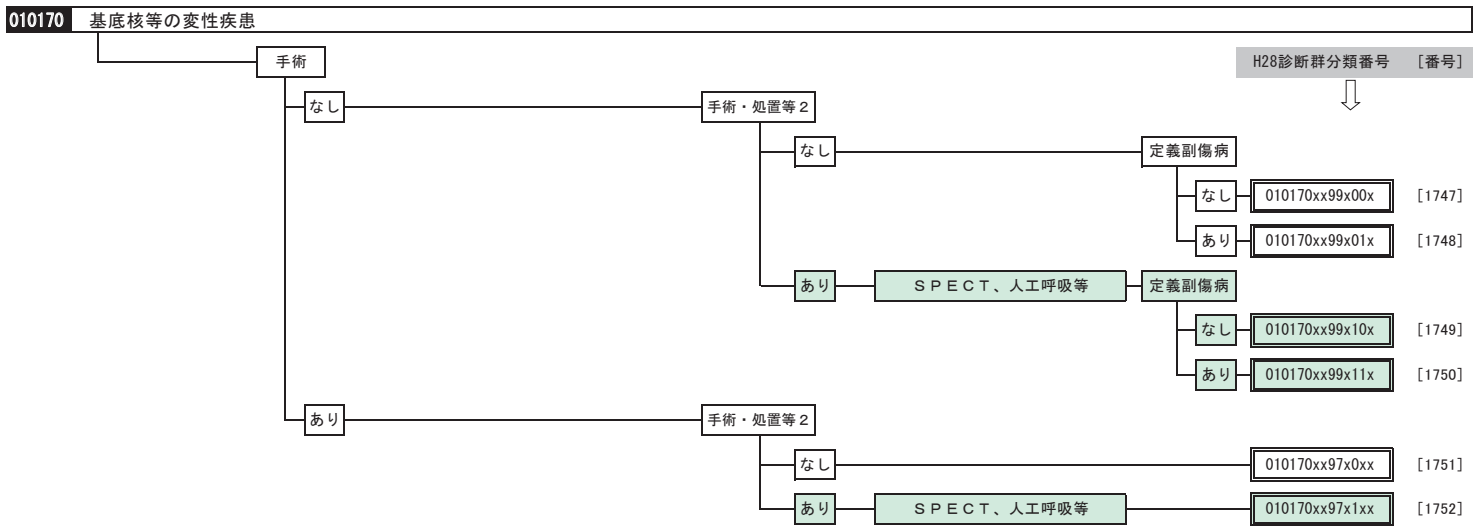 010170 基底核等の変性疾患
手術 H28診断群分類番号 [番号]
なし 手術・処置等2
なし 定義副傷病
なし 010170xx99x00x [1747]
あり 010170xx99x01x [1748]
あり SPECT、人工呼吸等 定義副傷病
なし 010170xx99x10x [1749]
あり 010170xx99x11x [1750]
あり 手術・処置等2
なし 010170xx97x0xx [1751]
あり SPECT、人工呼吸等 010170xx97x1xx [1752]